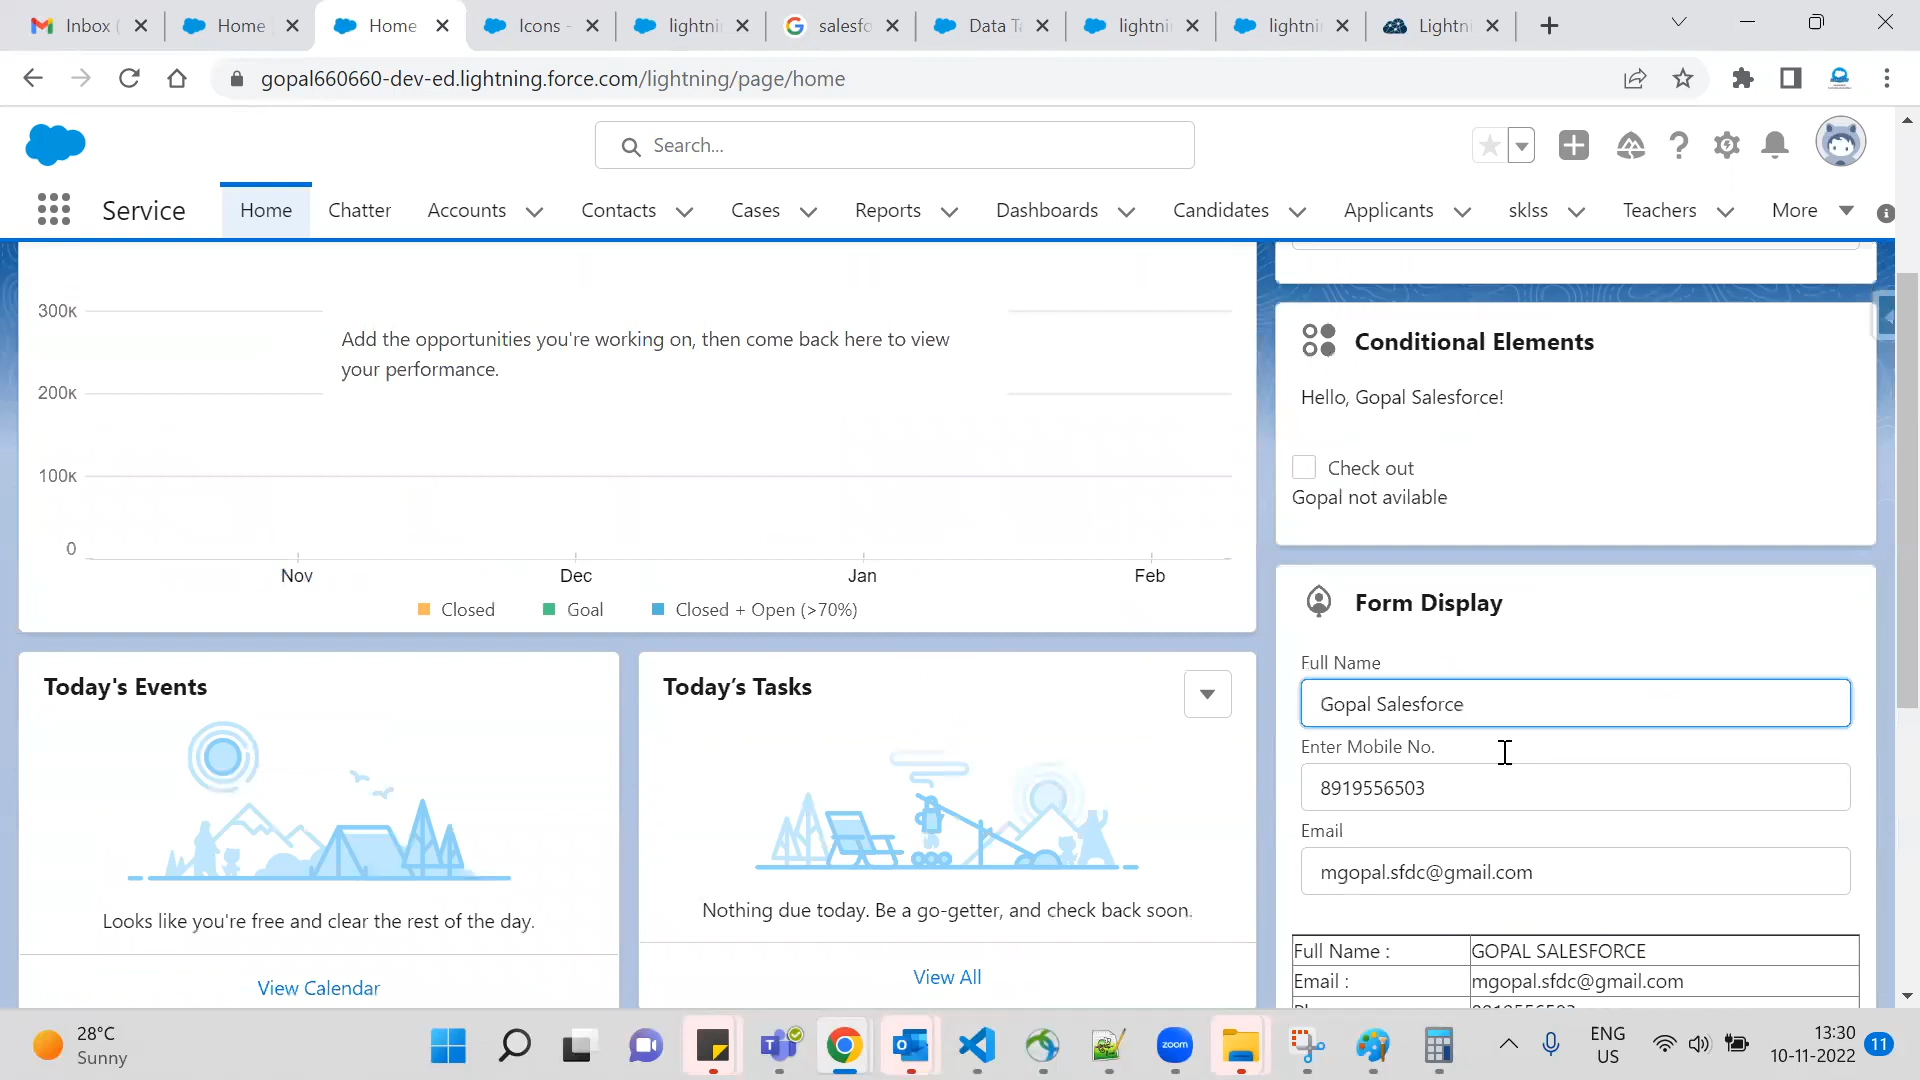 Inbox (
Home
Home
Icons -
lightni
salesfo
Data Ta
lightni
lightni
Lightni
gopal660660-dev-ed.lightning.force.com/lightning/page/home
Search...
Service
Home
Chatter
Accounts
Contacts
Cases
Reports
Dashboards
Candidates
Applicants
sklss
Teachers
More
300K
200K
100K
0
Add the opportunities you're working on, then come back here to view
your performance.
Nov
Dec
Jan
Feb
Closed
Goal
Closed + Open (>70%)
Today's Events
Looks like you're free and clear the rest of the day.
View Calendar
Today's Tasks
Nothing due today. Be a go-getter, and check back soon.
View All
Conditional Elements
Hello, Gopal Salesforce!
Check out
Gopal not avilable
Form Display
Full Name
Gopal Salesforce
Enter Mobile No.
8919556503
Email
mgopal.sfdc@gmail.com
Full Name :
GOPAL SALESFORCE
Email :
mgopal.sfdc@gmail.com
28°C
Sunny
zoom
ENG
US
13:30
10-11-2022
11